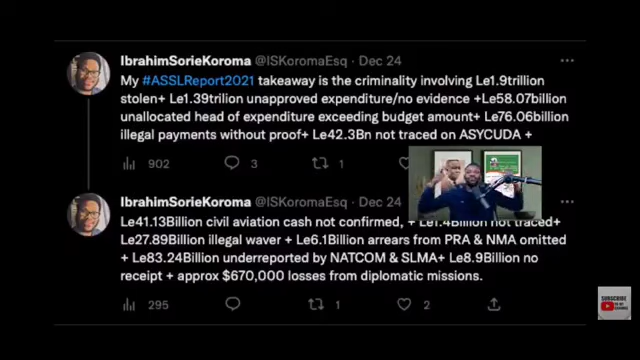 IbrahimSorieKoroma @ISKoromaEsq · Dec 24
My #ASSLReport2021 takeaway is the criminality involving Le1.9trillion
stolen+ Le1.39trilion unapproved expenditure/no evidence +Le58.07billion
unallocated head of expenditure exceeding budget amount+ Le76.06billion
illegal payments without proof+ Le42.3Bn not traced on ASYCUDA +
902 3 1
IbrahimSorieKoroma @ISKoromaEsq · Dec 24
Le41.13Billion civil aviation cash not confirmed, + Le1.4Billion not traced+
Le27.89Billion illegal waver + Le6.1Billion arrears from PRA & NMA omitted
+ Le83.24Billion underreported by NATCOM & SLMA+ Le8.9Billion no
receipt + approx $670,000 losses from diplomatic missions.
295 1 2
SUBSCRIBE